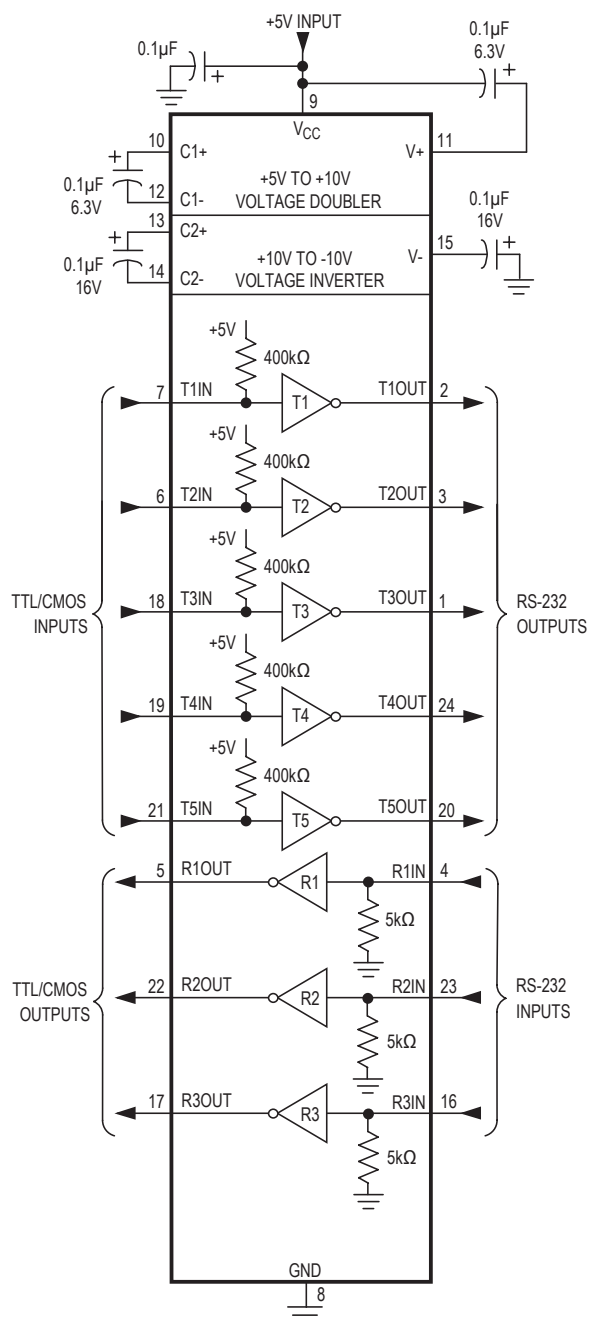 +5V INPUT
0.1µF
+
0.1µF
6.3V
+
9
VCC
10
C1+
+
0.1µF
6.3V
12
C1-
+5V TO +10V
VOLTAGE DOUBLER
V+
11
13
C2+
+
0.1µF
16V
14
C2-
+10V TO -10V
VOLTAGE INVERTER
V-
15
0.1µF
16V
+
+5V
400kΩ
7
T1IN
T1
T1OUT
2
+5V
400kΩ
6
T2IN
T2
T2OUT
3
+5V
400kΩ
TTL/CMOS
INPUTS
18
T3IN
T3
T3OUT
1
RS-232
OUTPUTS
+5V
400kΩ
19
T4IN
T4
T4OUT
24
+5V
400kΩ
21
T5IN
T5
T5OUT
20
5
R1OUT
R1
R1IN
4
5kΩ
TTL/CMOS
OUTPUTS
22
R2OUT
R2
R2IN
23
RS-232
INPUTS
5kΩ
17
R3OUT
R3
R3IN
16
5kΩ
GND
8